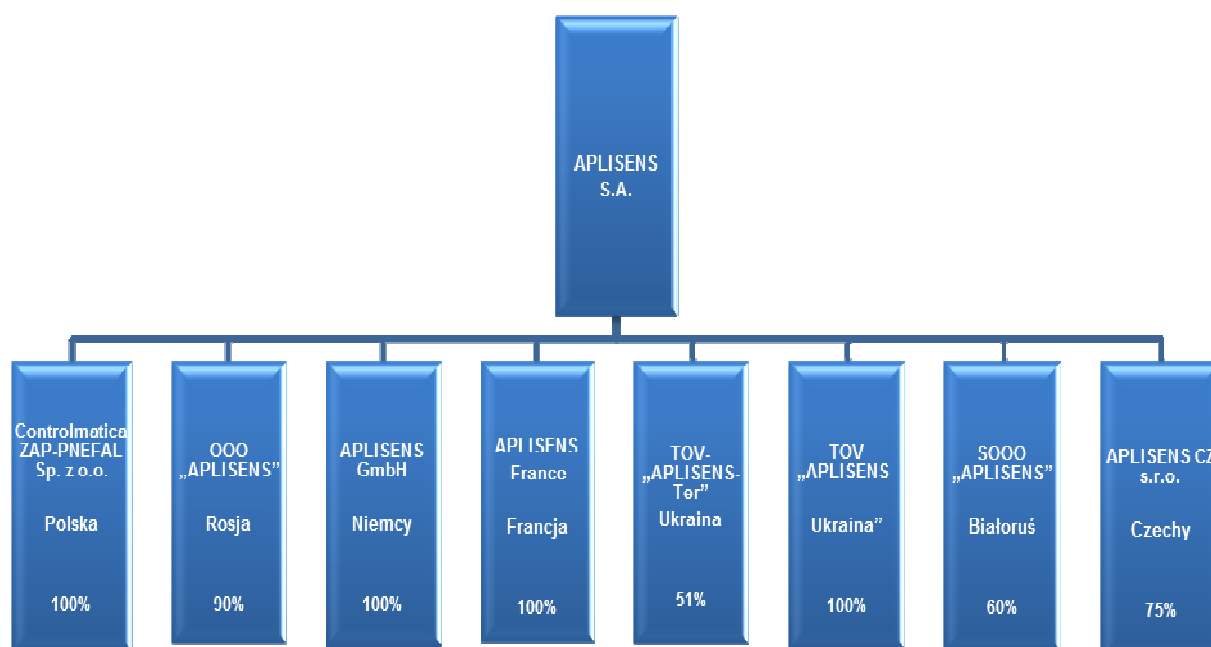 APLISENS
S.A.
Controlmatica
ZAP-PNEFAL
Sp. z o.o.
Polska
100%
OOO
„APLISENS”
Rosja
90%
APLISENS
GmbH
Niemcy
100%
APLISENS
France
Francja
100%
TOV-
„APLISENS-
Ter”
Ukraina
51%
TOV
„APLISENS
Ukraina”
100%
SOOO
„APLISENS”
Białoruś
60%
APLISENS CZ
s.r.o.
Czechy
75%